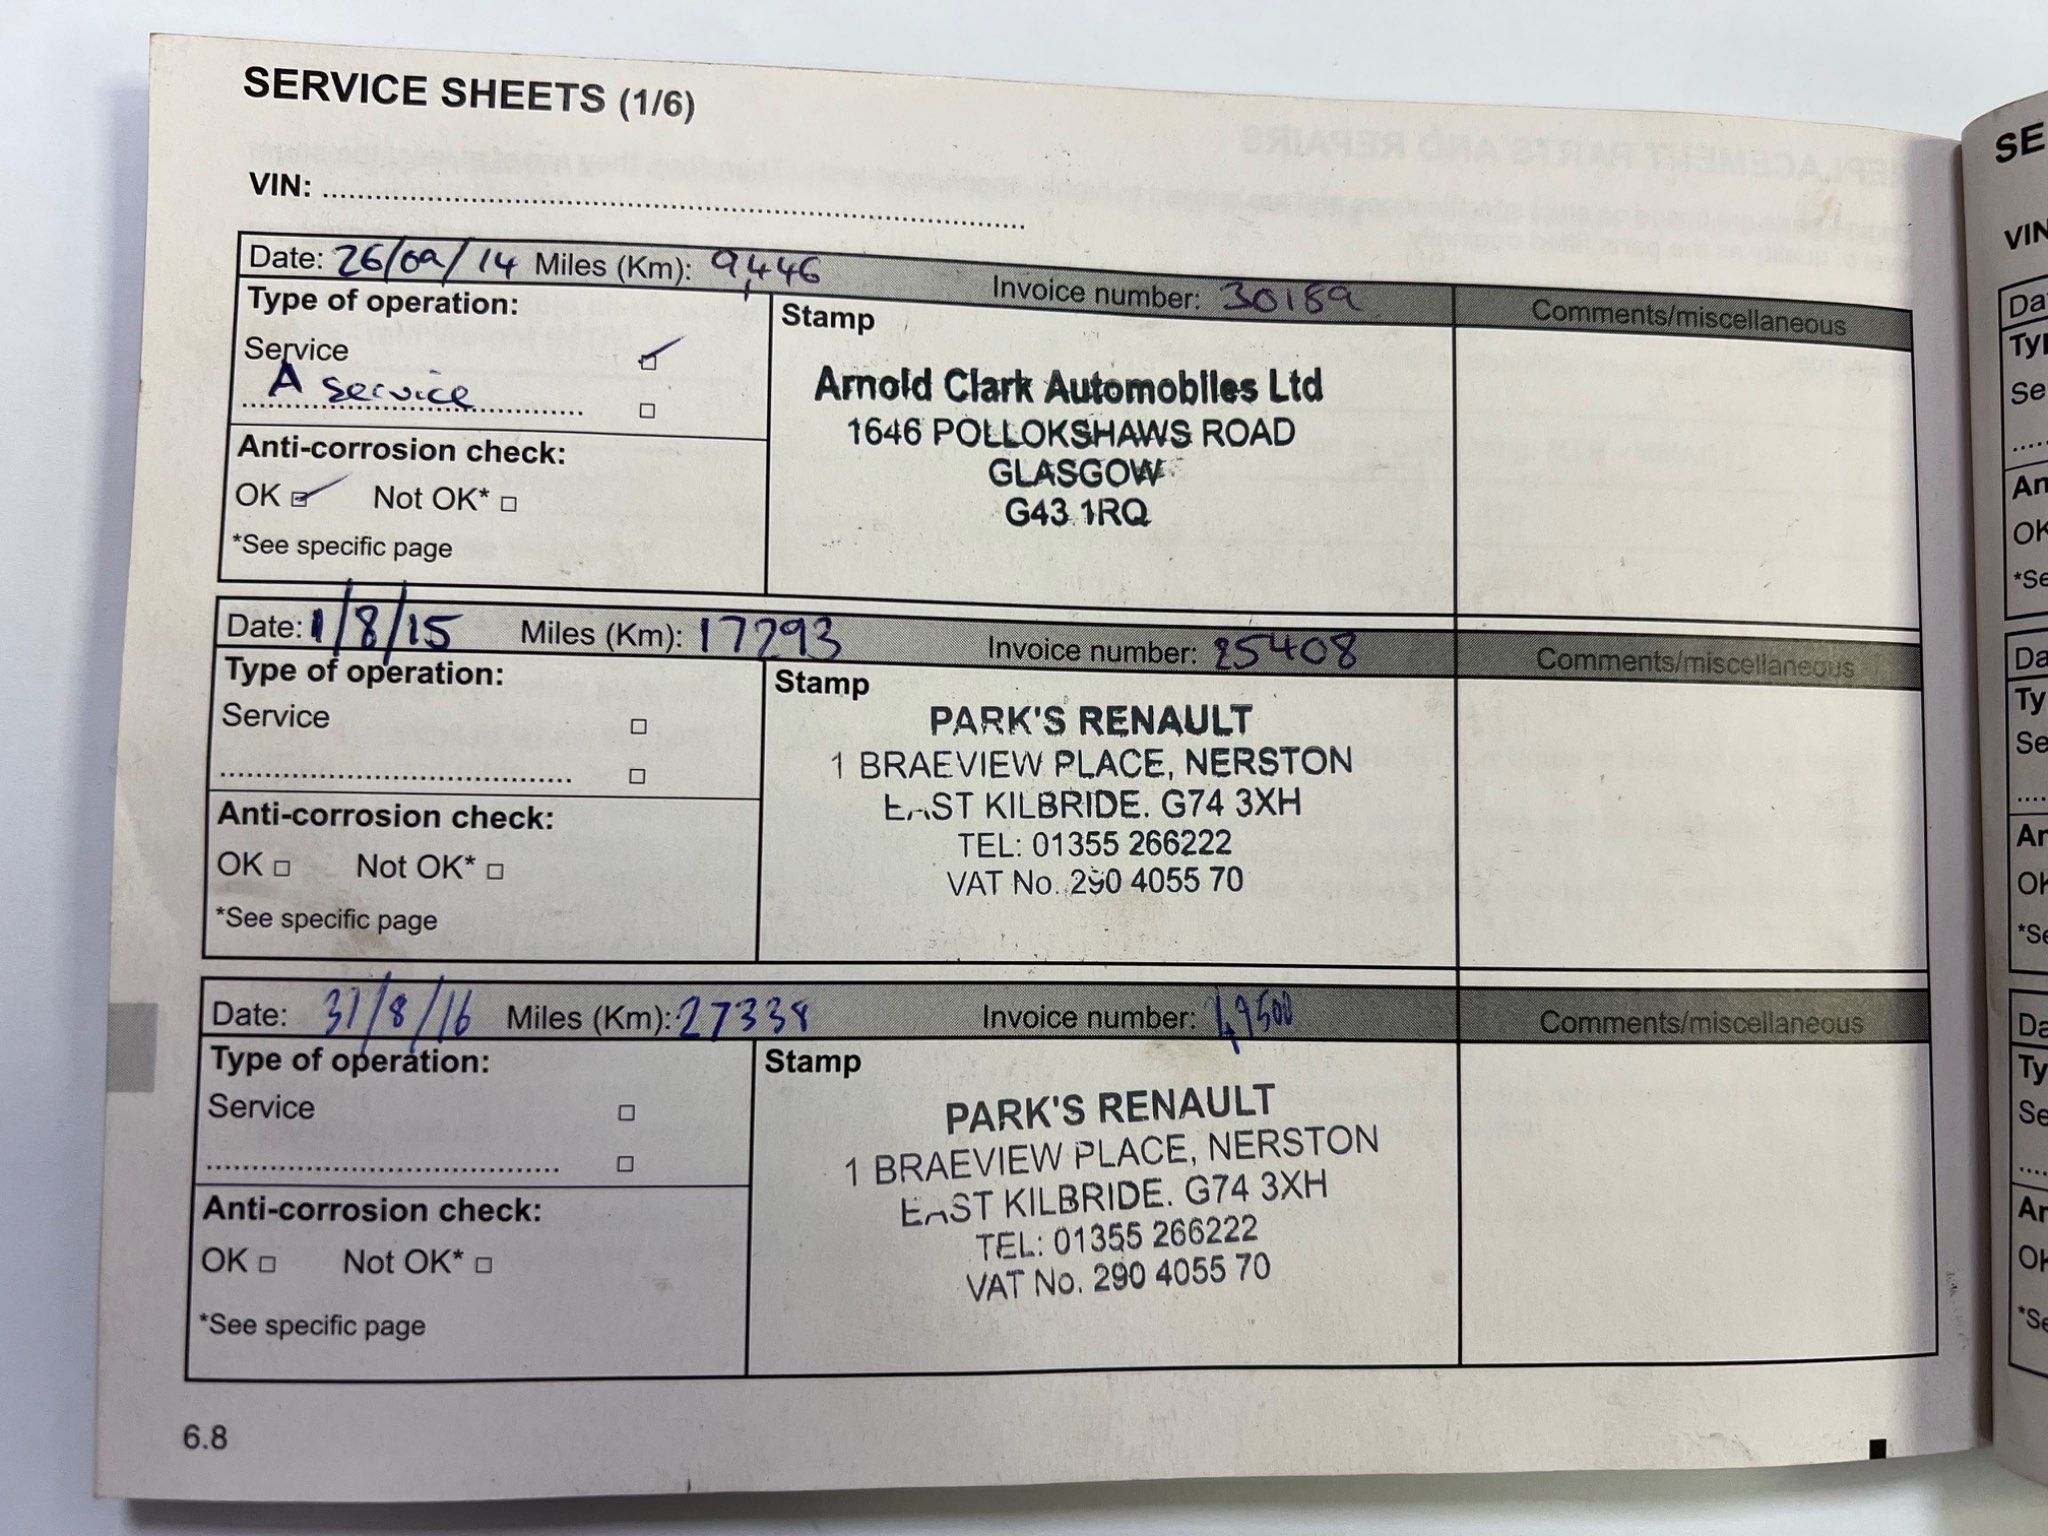 SERVICE SHEETS (1/6)
VIN: ..........
Date: 26/09/14 Miles (Km): 9,446 Invoice number: 30189 Comments/miscellaneous
Type of operation:
Stamp
Service
A service
Anti-corrosion check:
OK Not OK*
*See specific page
Arnold Clark Automobiles Ltd
1646 POLLOKSHAWS ROAD
GLASGOW
G43 1RQ
Date: 1/8/15 Miles (Km): 17293 Invoice number: 25408 Comments/miscellaneous
Type of operation:
Stamp
Service
Anti-corrosion check:
OK Not OK*
*See specific page
PARK'S RENAULT
1 BRAEVIEW PLACE, NERSTON
EAST KILBRIDE. G74 3XH
TEL: 01355 266222
VAT No. 290 4055 70
Date: 31/8/16 Miles (Km): 27338 Invoice number: Comments/miscellaneous
Type of operation:
Stamp
Service
Anti-corrosion check:
OK Not OK*
*See specific page
PARK'S RENAULT
1 BRAEVIEW PLACE, NERSTON
EAST KILBRIDE. G74 3XH
TEL: 01355 266222
VAT No. 290 4055 70
6.8
SE
VIN